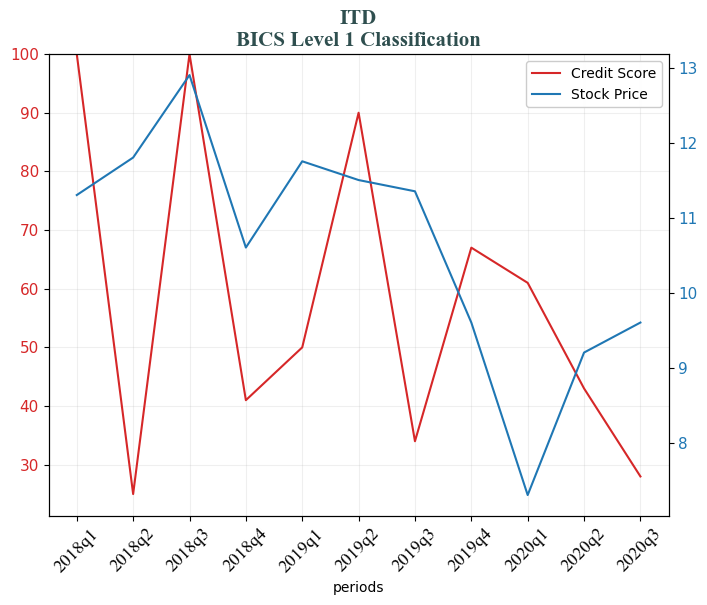 ITD
BICS Level 1 Classification
Credit Score
Stock Price
100
90
80
70
60
50
40
30
13
12
11
10
9
8
2018q1
2018q2
2018q3
2018q4
2019q1
2019q2
2019q3
2019q4
2020q1
2020q2
2020q3
periods